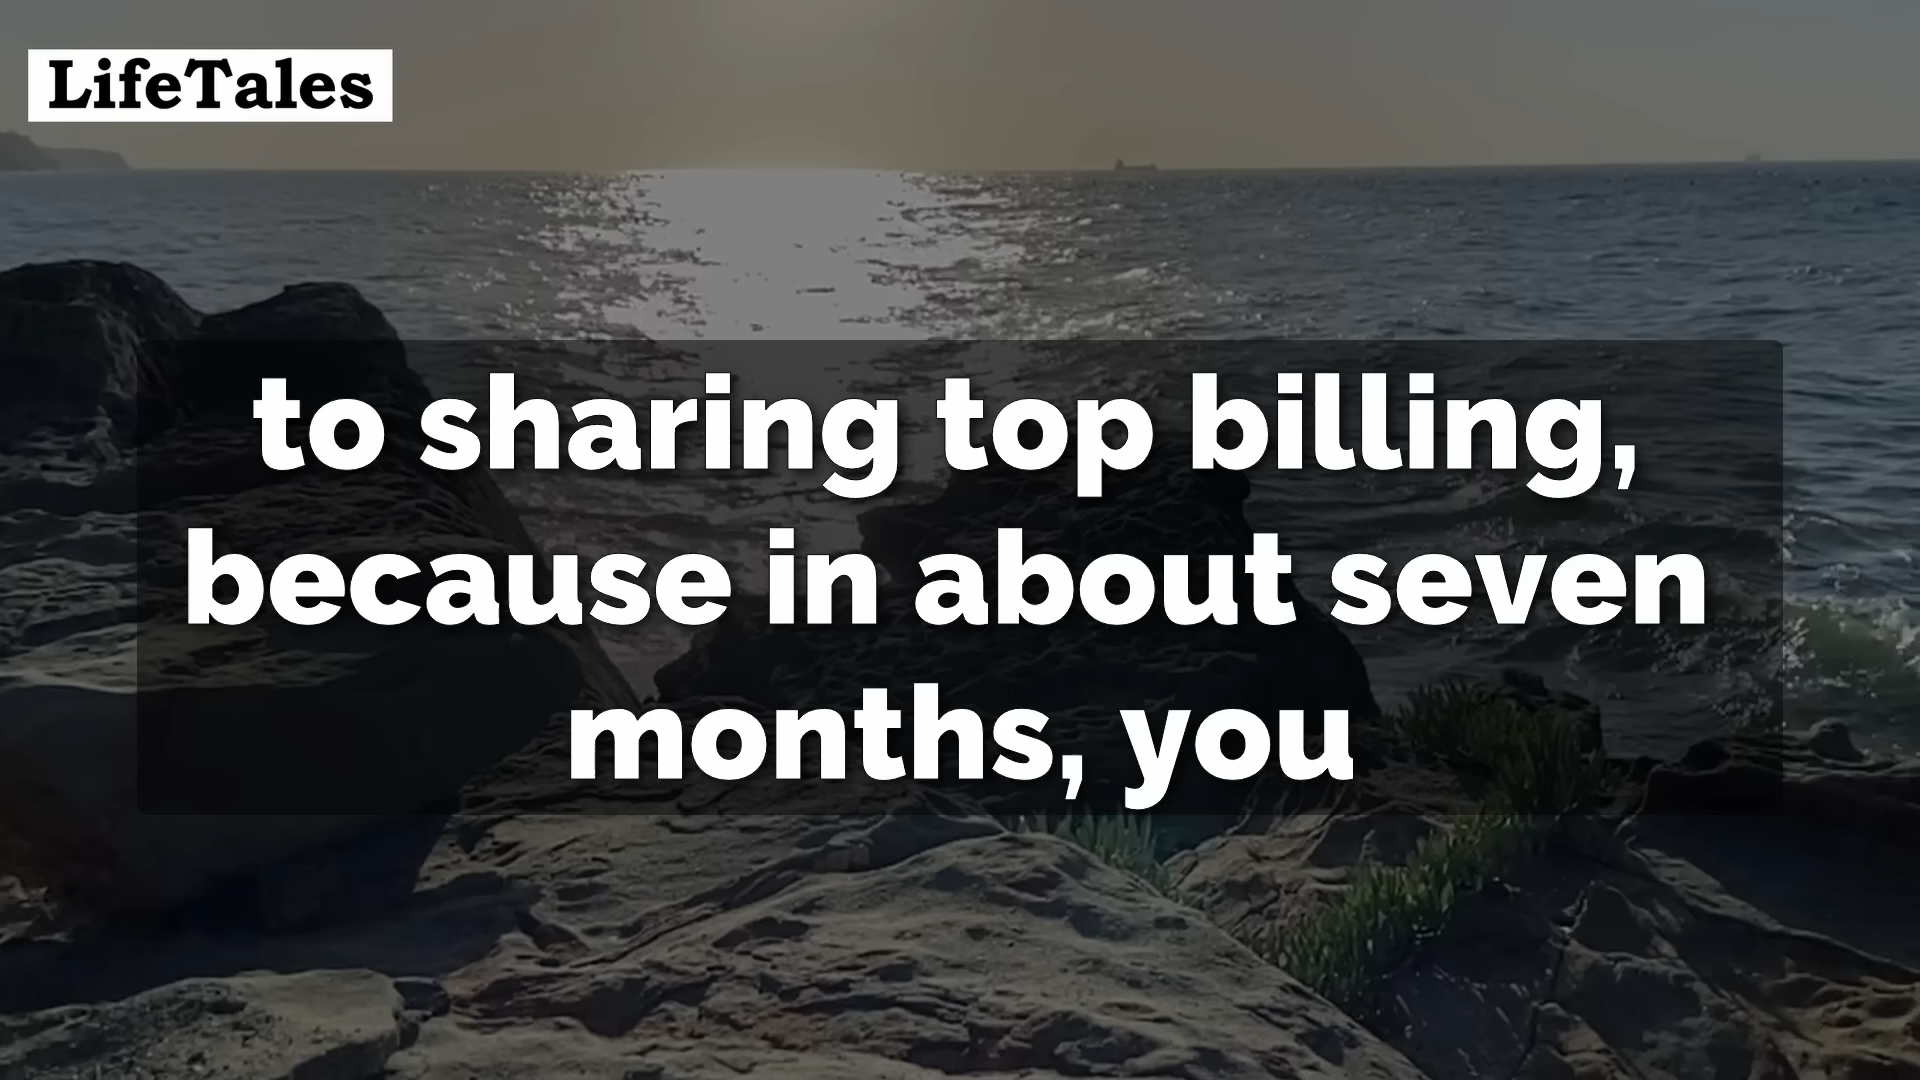 LifeTales
to sharing top billing,
because in about seven
months, you